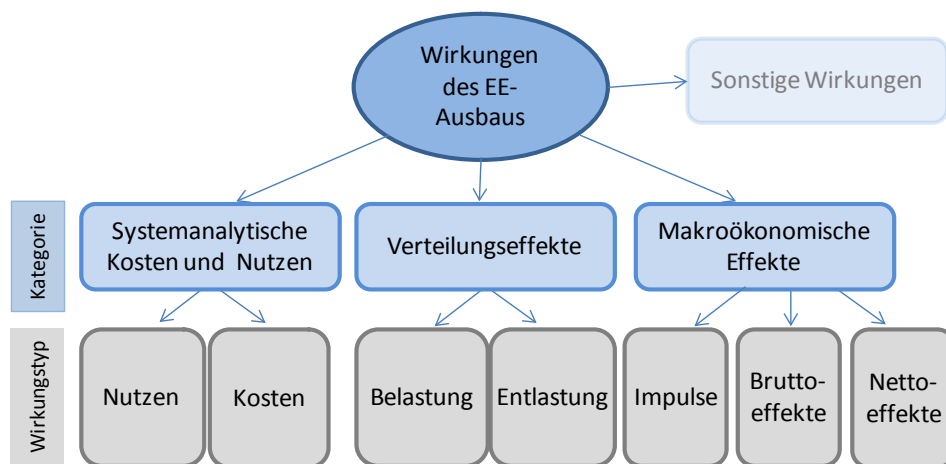 Wirkungen
des EE-
Ausbaus
Sonstige Wirkungen
Kategorie
Systemanalytische
Kosten und Nutzen
Verteilungseffekte
Makroökonomische
Effekte
Wirkungstyp
Nutzen
Kosten
Belastung
Entlastung
Impulse
Brutto-
effekte
Netto-
effekte